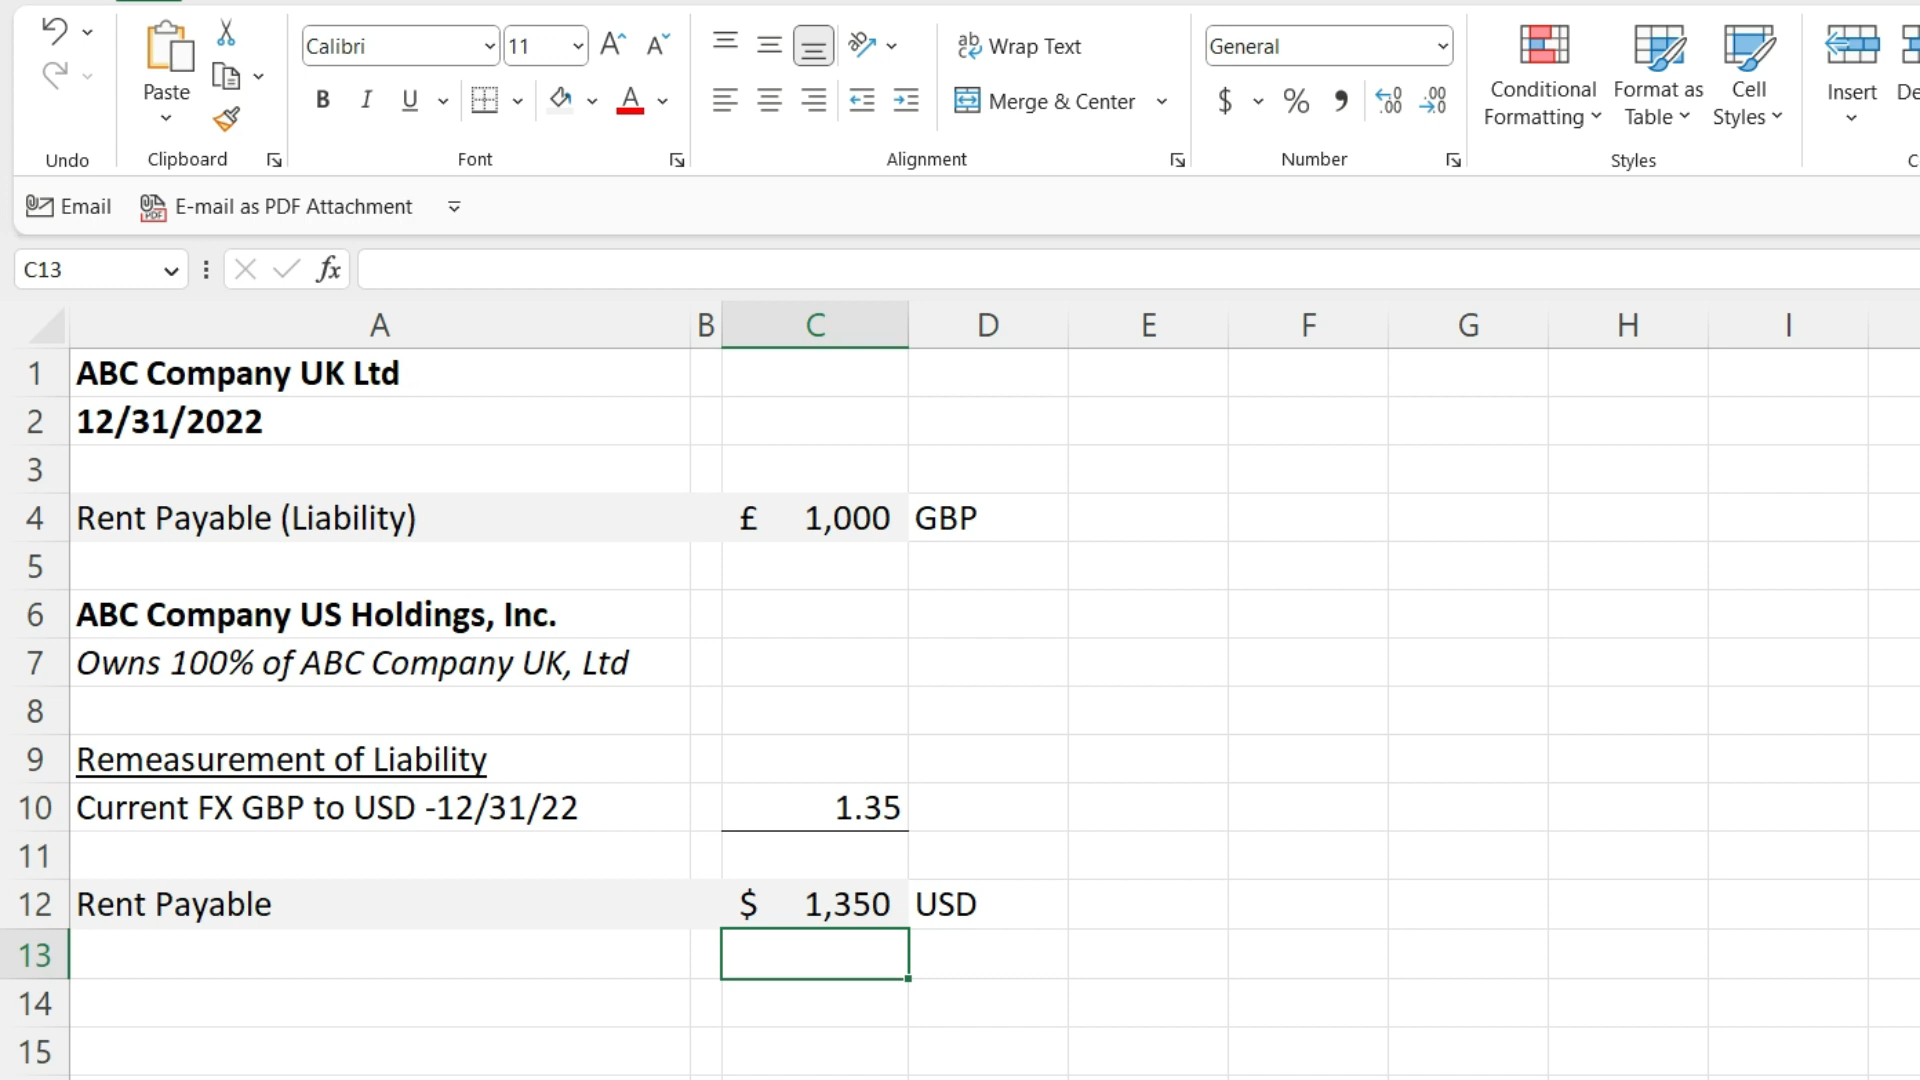 Calibri
11
Wrap Text
General
Paste
B I U
A
Merge & Center
$ %
Conditional Formatting
Format as Table
Cell Styles
Insert
De
Undo
Clipboard
Font
Alignment
Number
Styles
C
Email
E-mail as PDF Attachment
C13
fx
A B C D E F G H I
1 ABC Company UK Ltd
2 12/31/2022
3
4 Rent Payable (Liability) £ 1,000 GBP
5
6 ABC Company US Holdings, Inc.
7 Owns 100% of ABC Company UK, Ltd
8
9 Remeasurement of Liability
10 Current FX GBP to USD -12/31/22 1.35
11
12 Rent Payable $ 1,350 USD
13
14
15